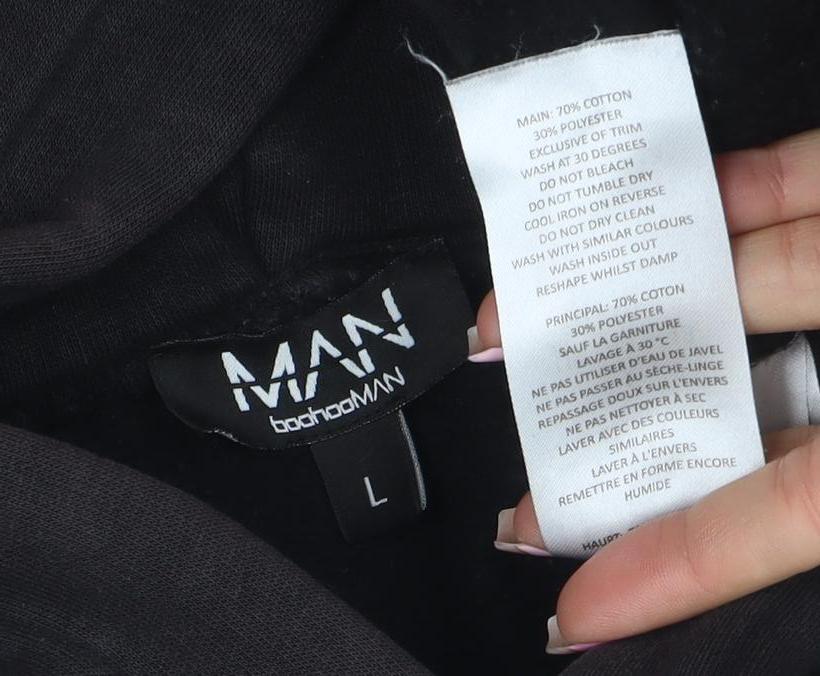 MAN
boohooMAN
L
MAIN: 70% COTTON
30% POLYESTER
EXCLUSIVE OF TRIM
WASH AT 30 DEGREES
DO NOT BLEACH
DO NOT TUMBLE DRY
COOL IRON ON REVERSE
DO NOT DRY CLEAN
WASH WITH SIMILAR COLOURS
WASH INSIDE OUT
RESHAPE WHILST DAMP
PRINCIPAL: 70% COTON
30% POLYESTER
SAUF LA GARNITURE
LAVAGE À 30 °C
NE PAS UTILISER D'EAU DE JAVEL
NE PAS PASSER AU SÈCHE-LINGE
REPASSAGE DOUX SUR L'ENVERS
NE PAS NETTOYER À SEC
LAVER AVEC DES COULEURS
SIMILAIRES
LAVER À L'ENVERS
REMETTRE EN FORME ENCORE
HUMIDE